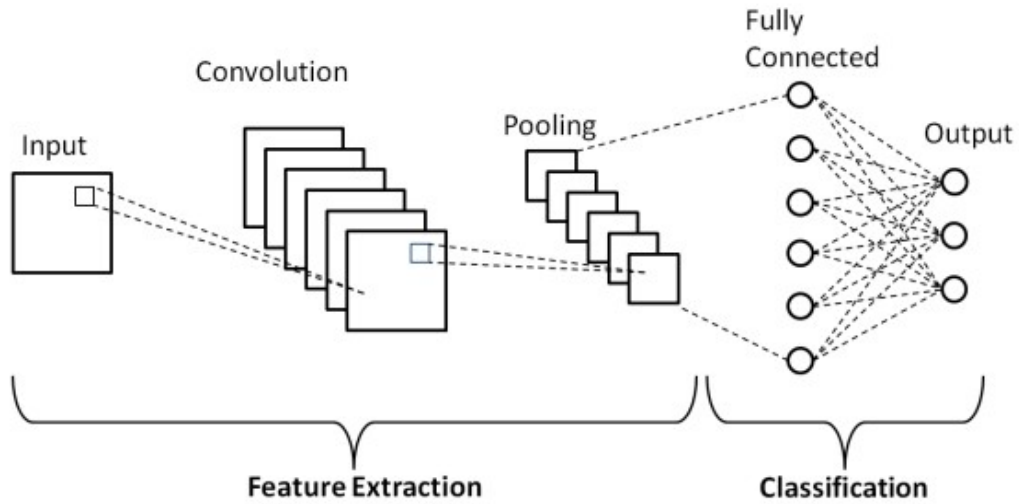 Input
Convolution
Pooling
Fully
Connected
Output
Feature Extraction
Classification